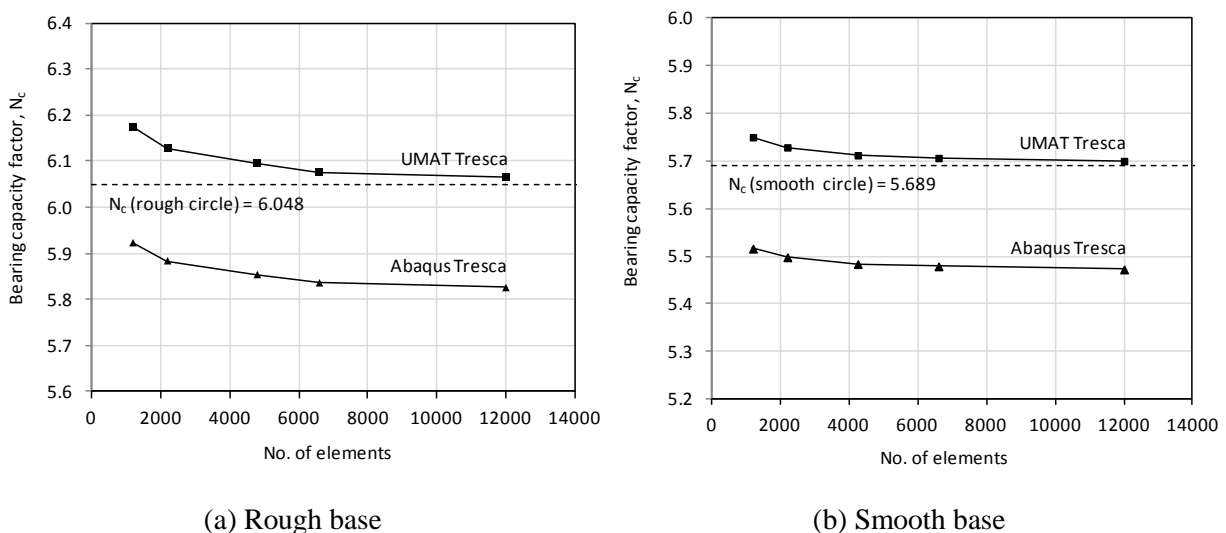 6.4
6.3
6.2
6.1
6.0
5.9
5.8
5.7
5.6
Bearing capacity factor, Nc
UMAT Tresca
Nc (rough circle) = 6.048
Abaqus Tresca
0 2000 4000 6000 8000 10000 12000 14000
No. of elements
(a) Rough base
6.0
5.9
5.8
5.7
5.6
5.5
5.4
5.3
5.2
Bearing capacity factor, Nc
UMAT Tresca
Nc (smooth circle) = 5.689
Abaqus Tresca
0 2000 4000 6000 8000 10000 12000 14000
No. of elements
(b) Smooth base